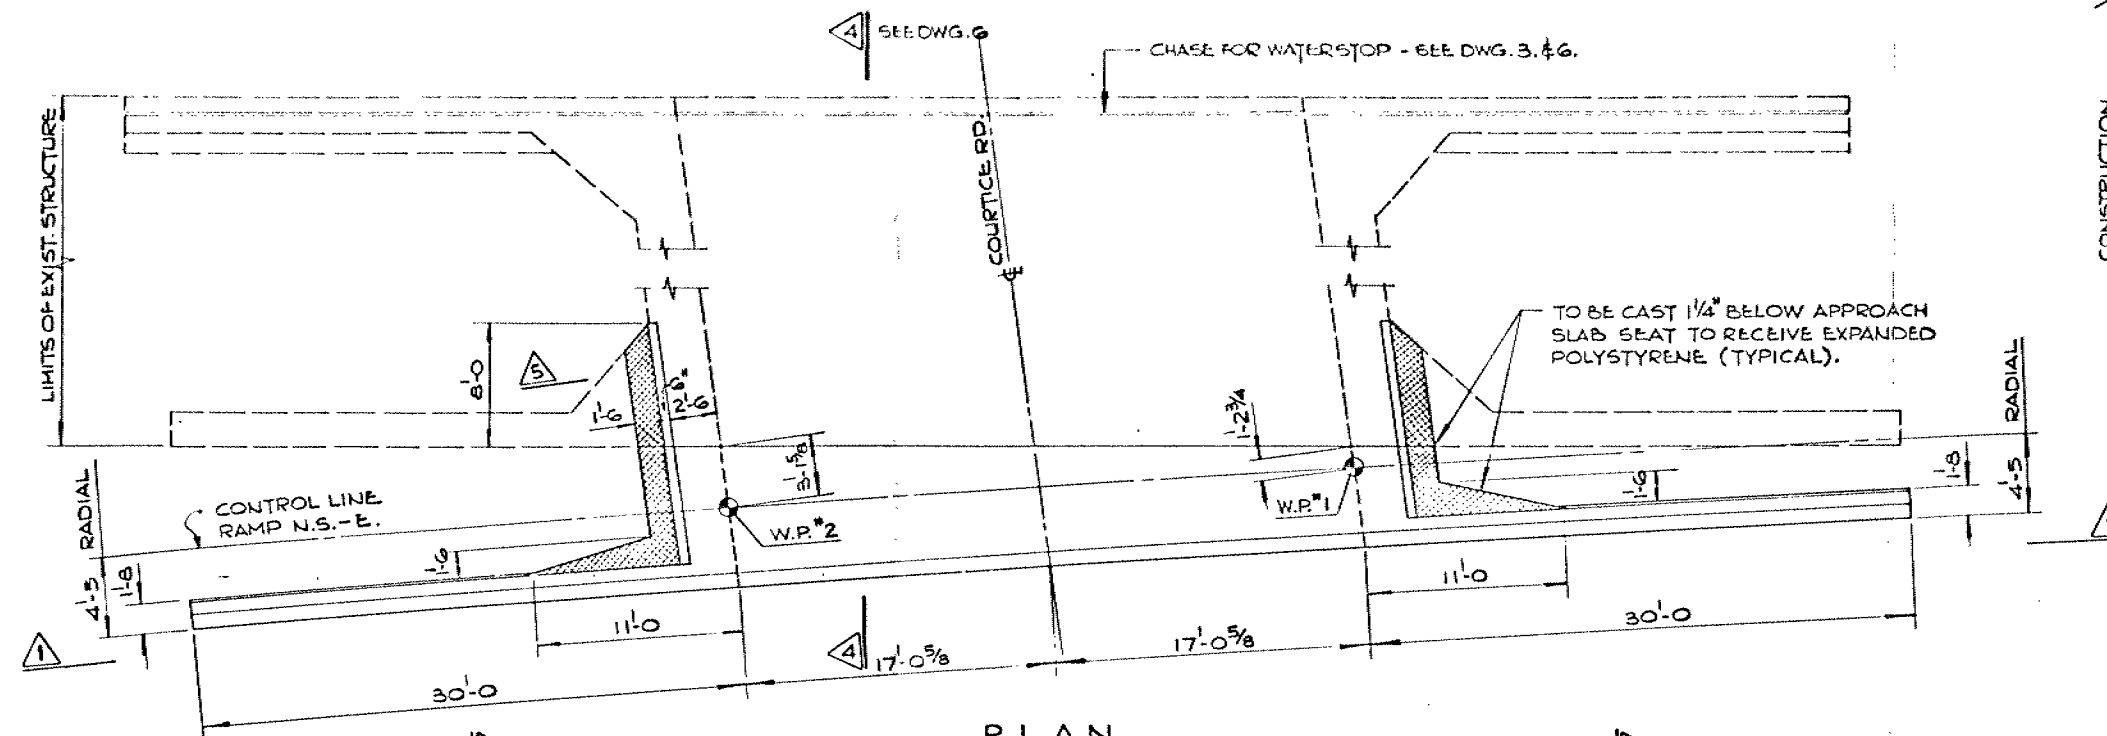 4 SEE DWG. 6
CHASE FOR WATERSTOP - SEE DWG. 3. & 6.
LIMITS OF EXIST. STRUCTURE
℄ COURTICE RD
CONSTRUCTION
TO BE CAST 1¼" BELOW APPROACH
SLAB SEAT TO RECEIVE EXPANDED
POLYSTYRENE (TYPICAL).
8'-0
5
6"
1'-6
2'-6
1'-2¾
3'-1⅝
RADIAL
1'-8
4'-5
1'-6
W.P.#1
W.P.#2
CONTROL LINE
RAMP N.S.-E.
RADIAL
4'-5
1'-8
1'-6
11'-0
11'-0
1
4
30'-0
17'-0⅝
17'-0⅝
30'-0
PLAN